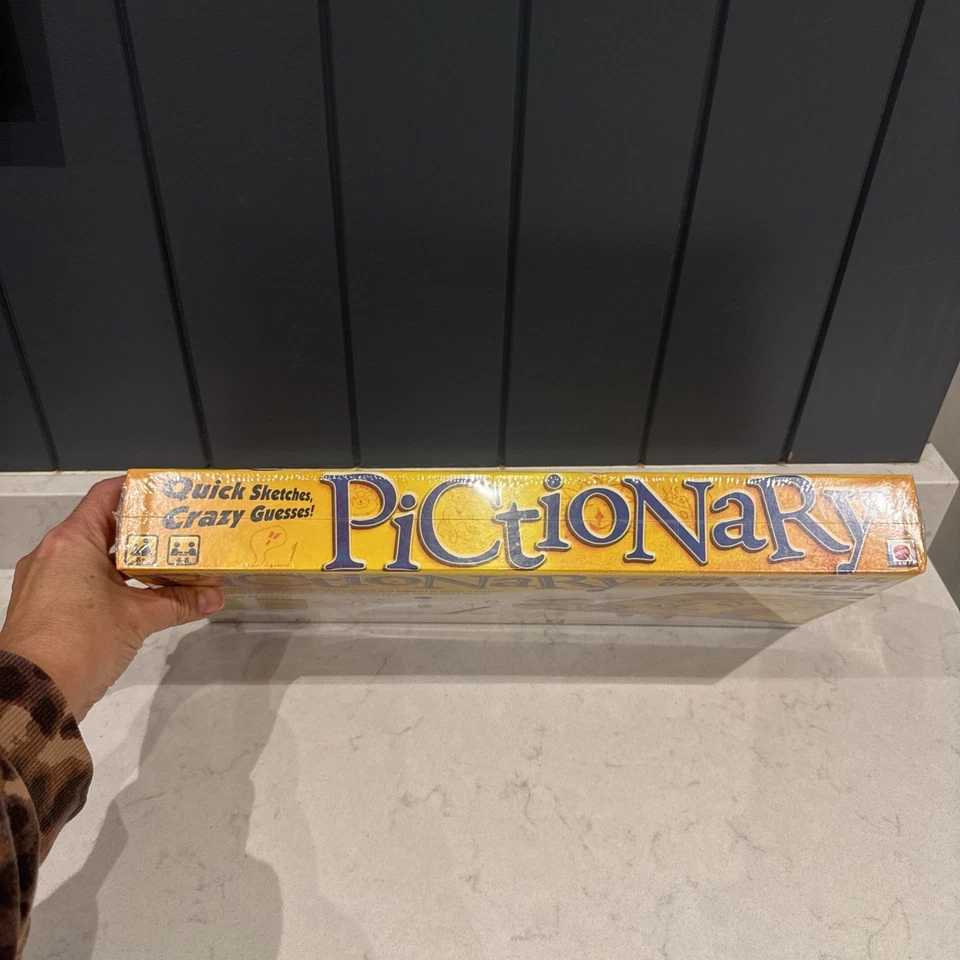 Quick Sketches,
Crazy Guesses!
PiCtioNaRy